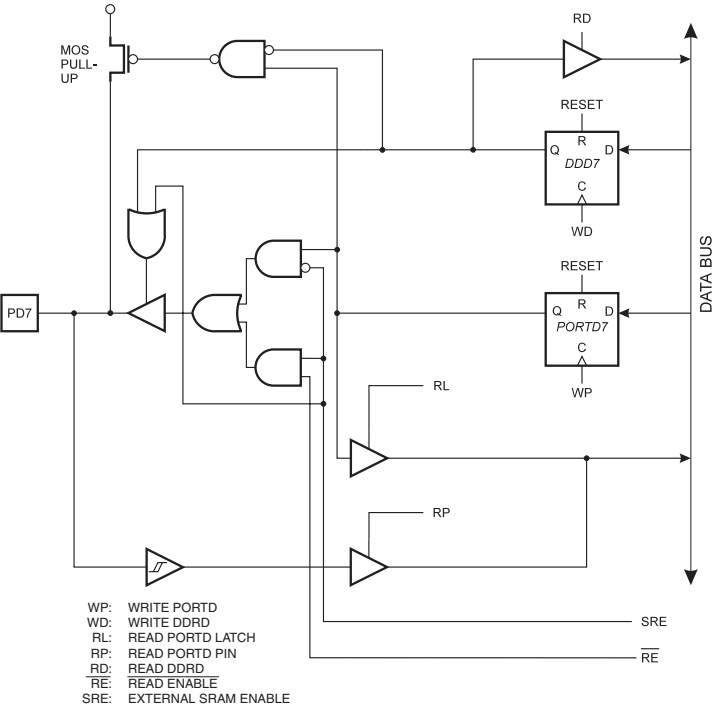 RD
MOS
PULL-
UP
RESET
R
Q D
DDD7
C
WD
DATA BUS
RESET
R
Q D
PD7
PORTD7
C
WP
RL
RP
WP: WRITE PORTD
WD: WRITE DDRD
SRE
RL: READ PORTD LATCH
RP: READ PORTD PIN
RE
RD: READ DDRD
RE: READ ENABLE
SRE: EXTERNAL SRAM ENABLE